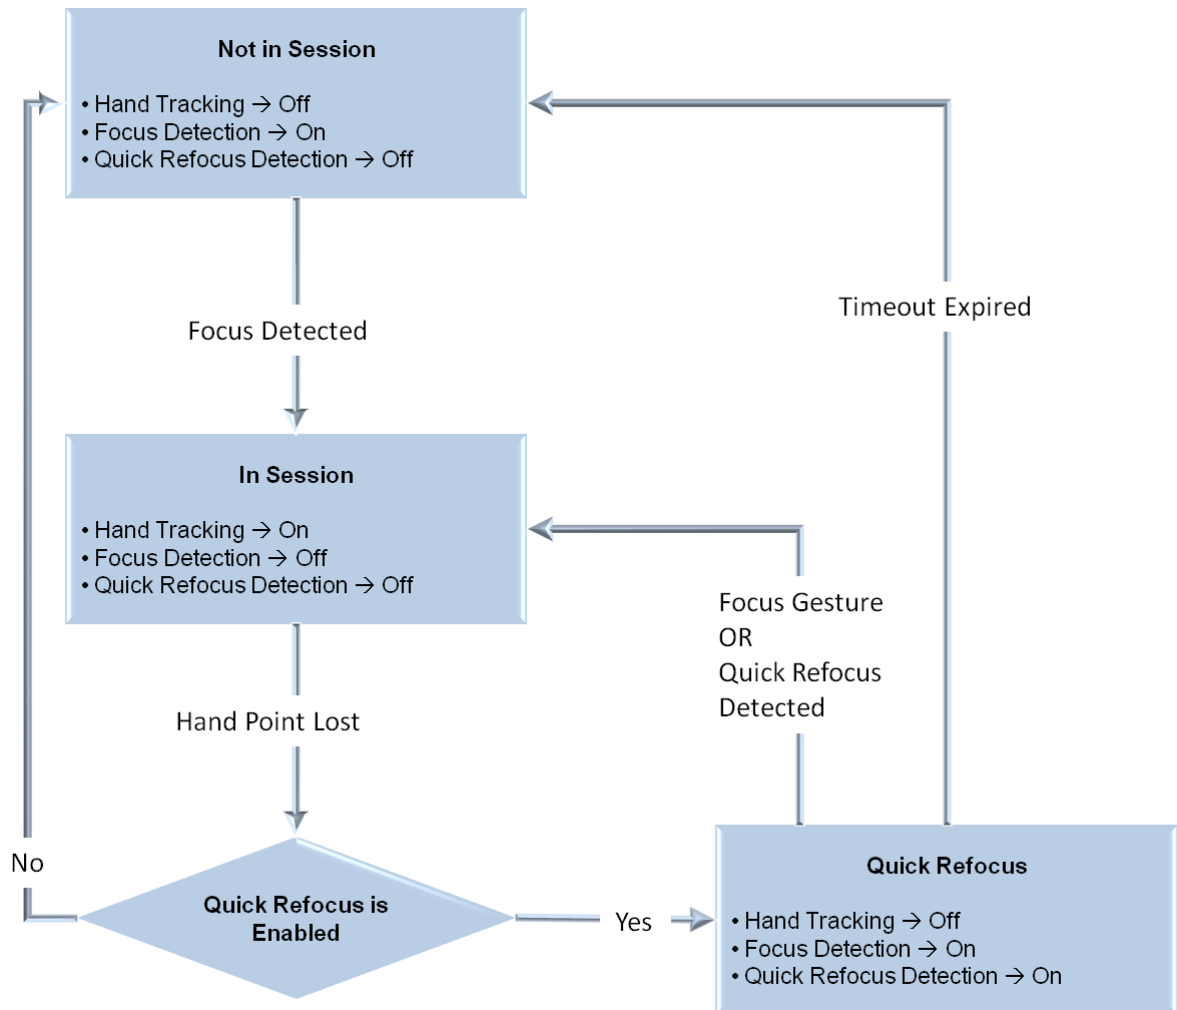 Not in Session
• Hand Tracking → Off
• Focus Detection → On
• Quick Refocus Detection → Off
Timeout Expired
Focus Detected
In Session
• Hand Tracking → On
• Focus Detection → Off
• Quick Refocus Detection → Off
Focus Gesture
OR
Quick Refocus
Detected
Hand Point Lost
No
Quick Refocus is
Enabled
Yes
Quick Refocus
• Hand Tracking → Off
• Focus Detection → On
• Quick Refocus Detection → On